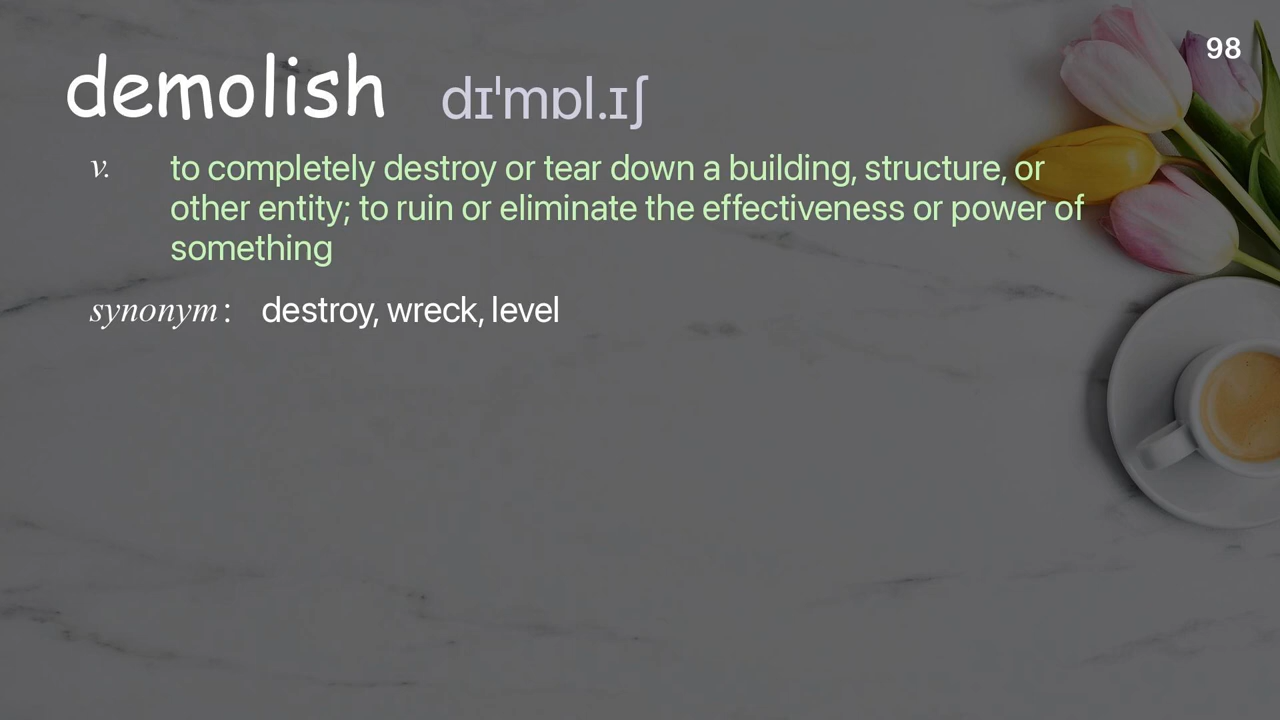 98
demolish dɪˈmɒl.ɪʃ
v. to completely destroy or tear down a building, structure, or
other entity; to ruin or eliminate the effectiveness or power of
something
synonym: destroy, wreck, level